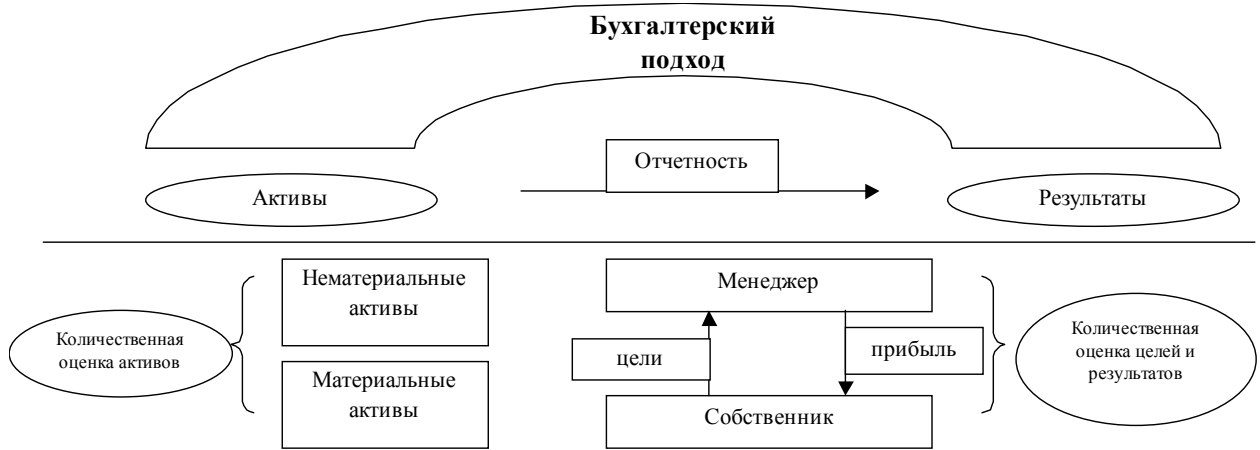 Бухгалтерский
подход
Отчетность
Активы
Результаты
Нематериальные
активы
Менеджер
Количественная
оценка активов
цели
прибыль
Количественная
оценка целей и
результатов
Материальные
активы
Собственник